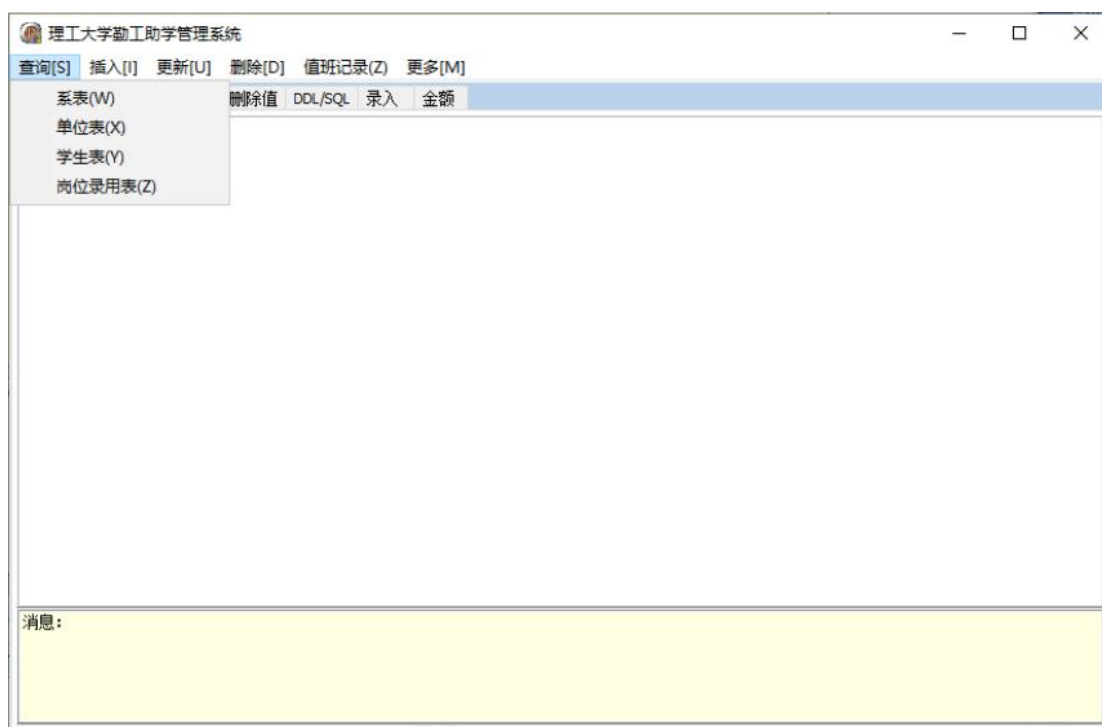 理工大学勤工助学管理系统
查询[S] 插入[I] 更新[U] 删除[D] 值班记录(Z) 更多[M]
删除值 DDL/SQL 录入 金额
系表(W)
单位表(X)
学生表(Y)
岗位录用表(Z)
消息: